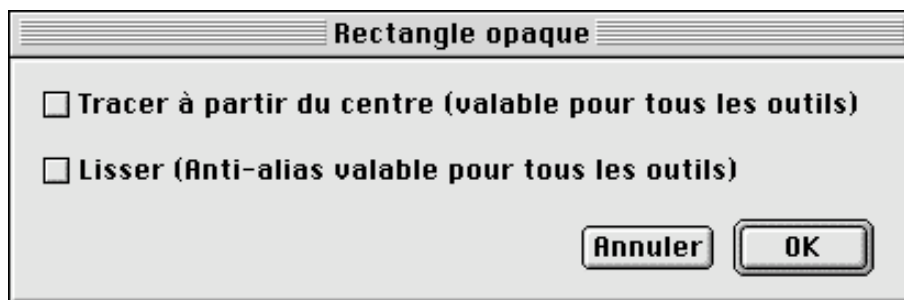 Rectangle opaque
Tracer à partir du centre (valable pour tous les outils)
Lisser (Anti-alias valable pour tous les outils)
Annuler OK